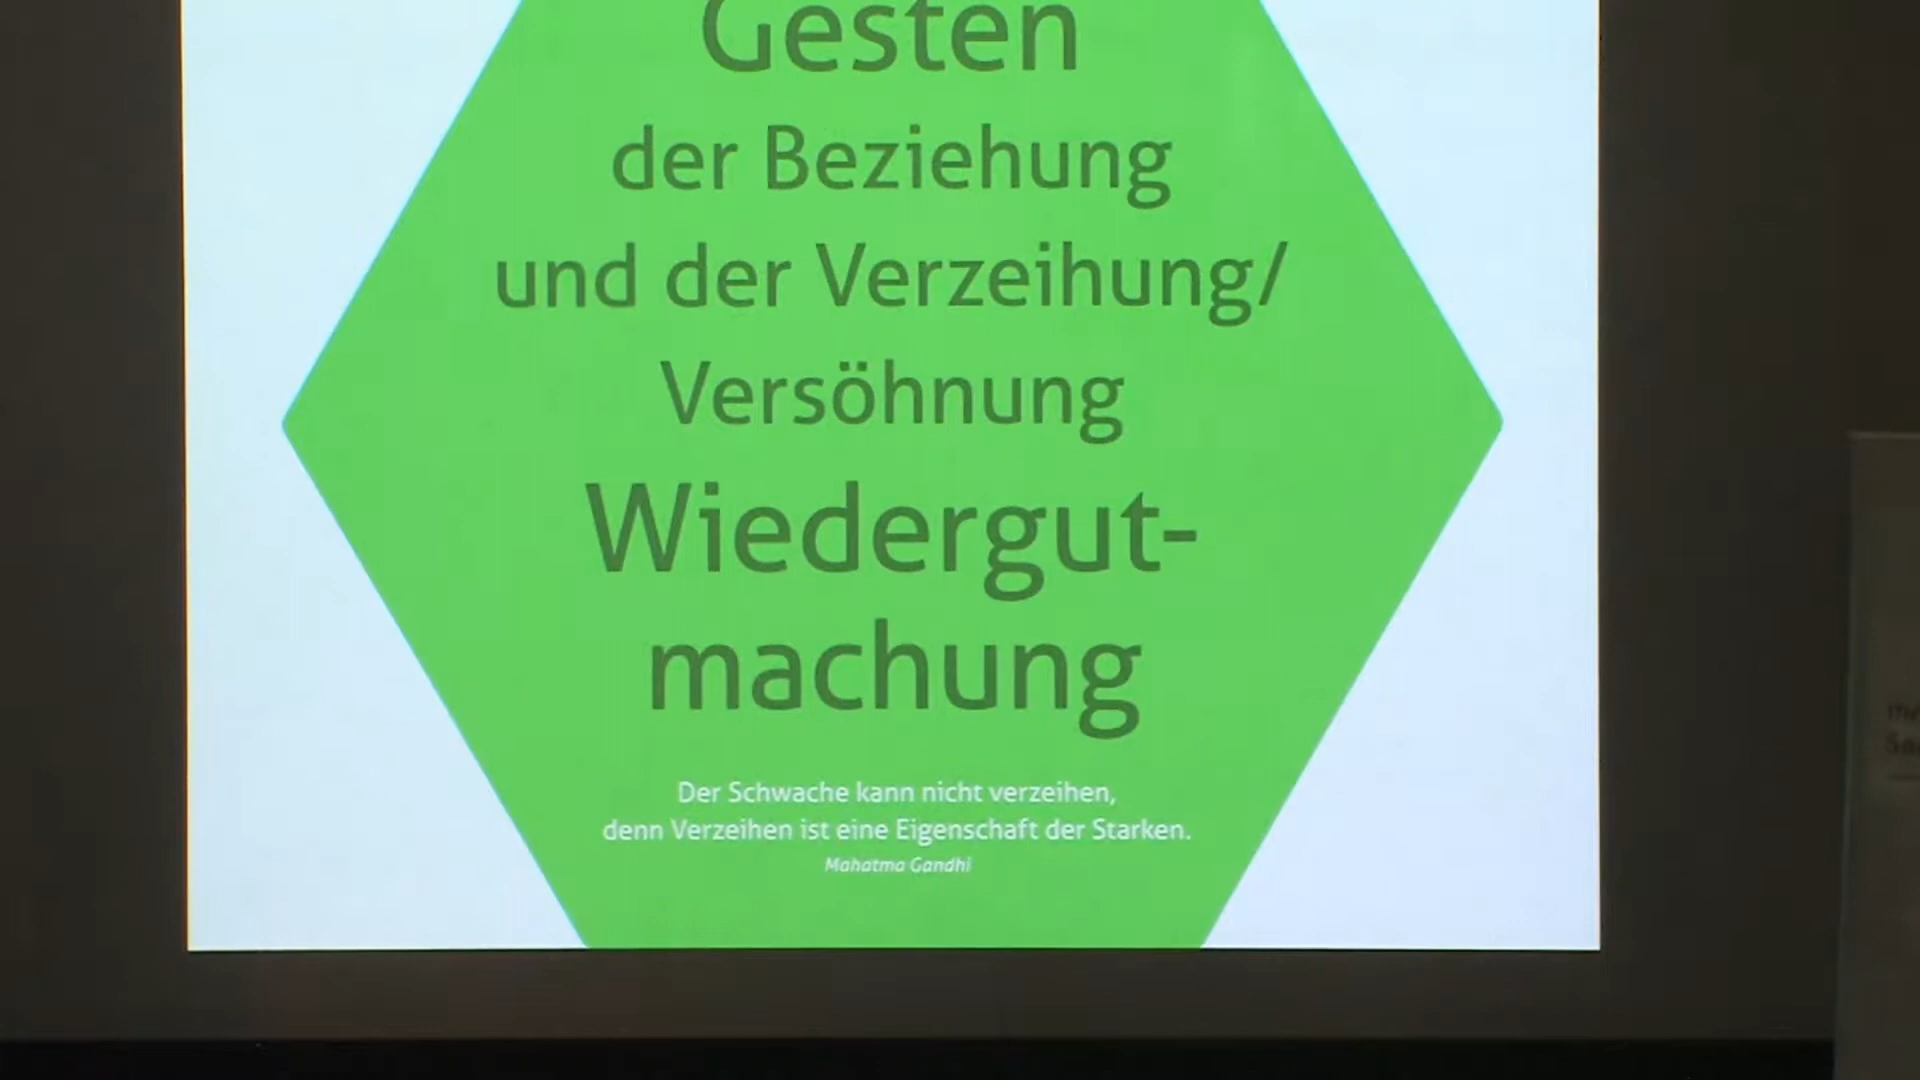 Gesten
der Beziehung
und der Verzeihung/
Versöhnung
Wiedergut-
machung
Der Schwache kann nicht verzeihen,
denn Verzeihen ist eine Eigenschaft der Starken.
Mahatma Gandhi